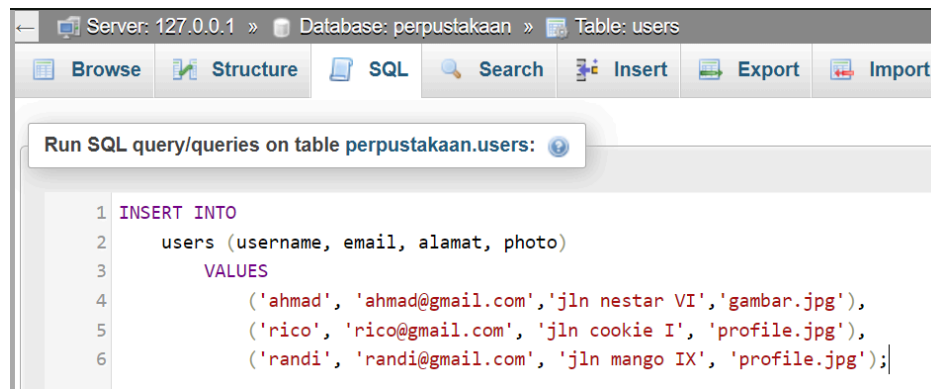 ← Server: 127.0.0.1 » Database: perpustakaan » Table: users
Browse Structure SQL Search Insert Export Import
Run SQL query/queries on table perpustakaan.users:
1 INSERT INTO
2 users (username, email, alamat, photo)
3 VALUES
4 ('ahmad', 'ahmad@gmail.com','jln nestar VI','gambar.jpg'),
5 ('rico', 'rico@gmail.com', 'jln cookie I', 'profile.jpg'),
6 ('randi', 'randi@gmail.com', 'jln mango IX', 'profile.jpg');